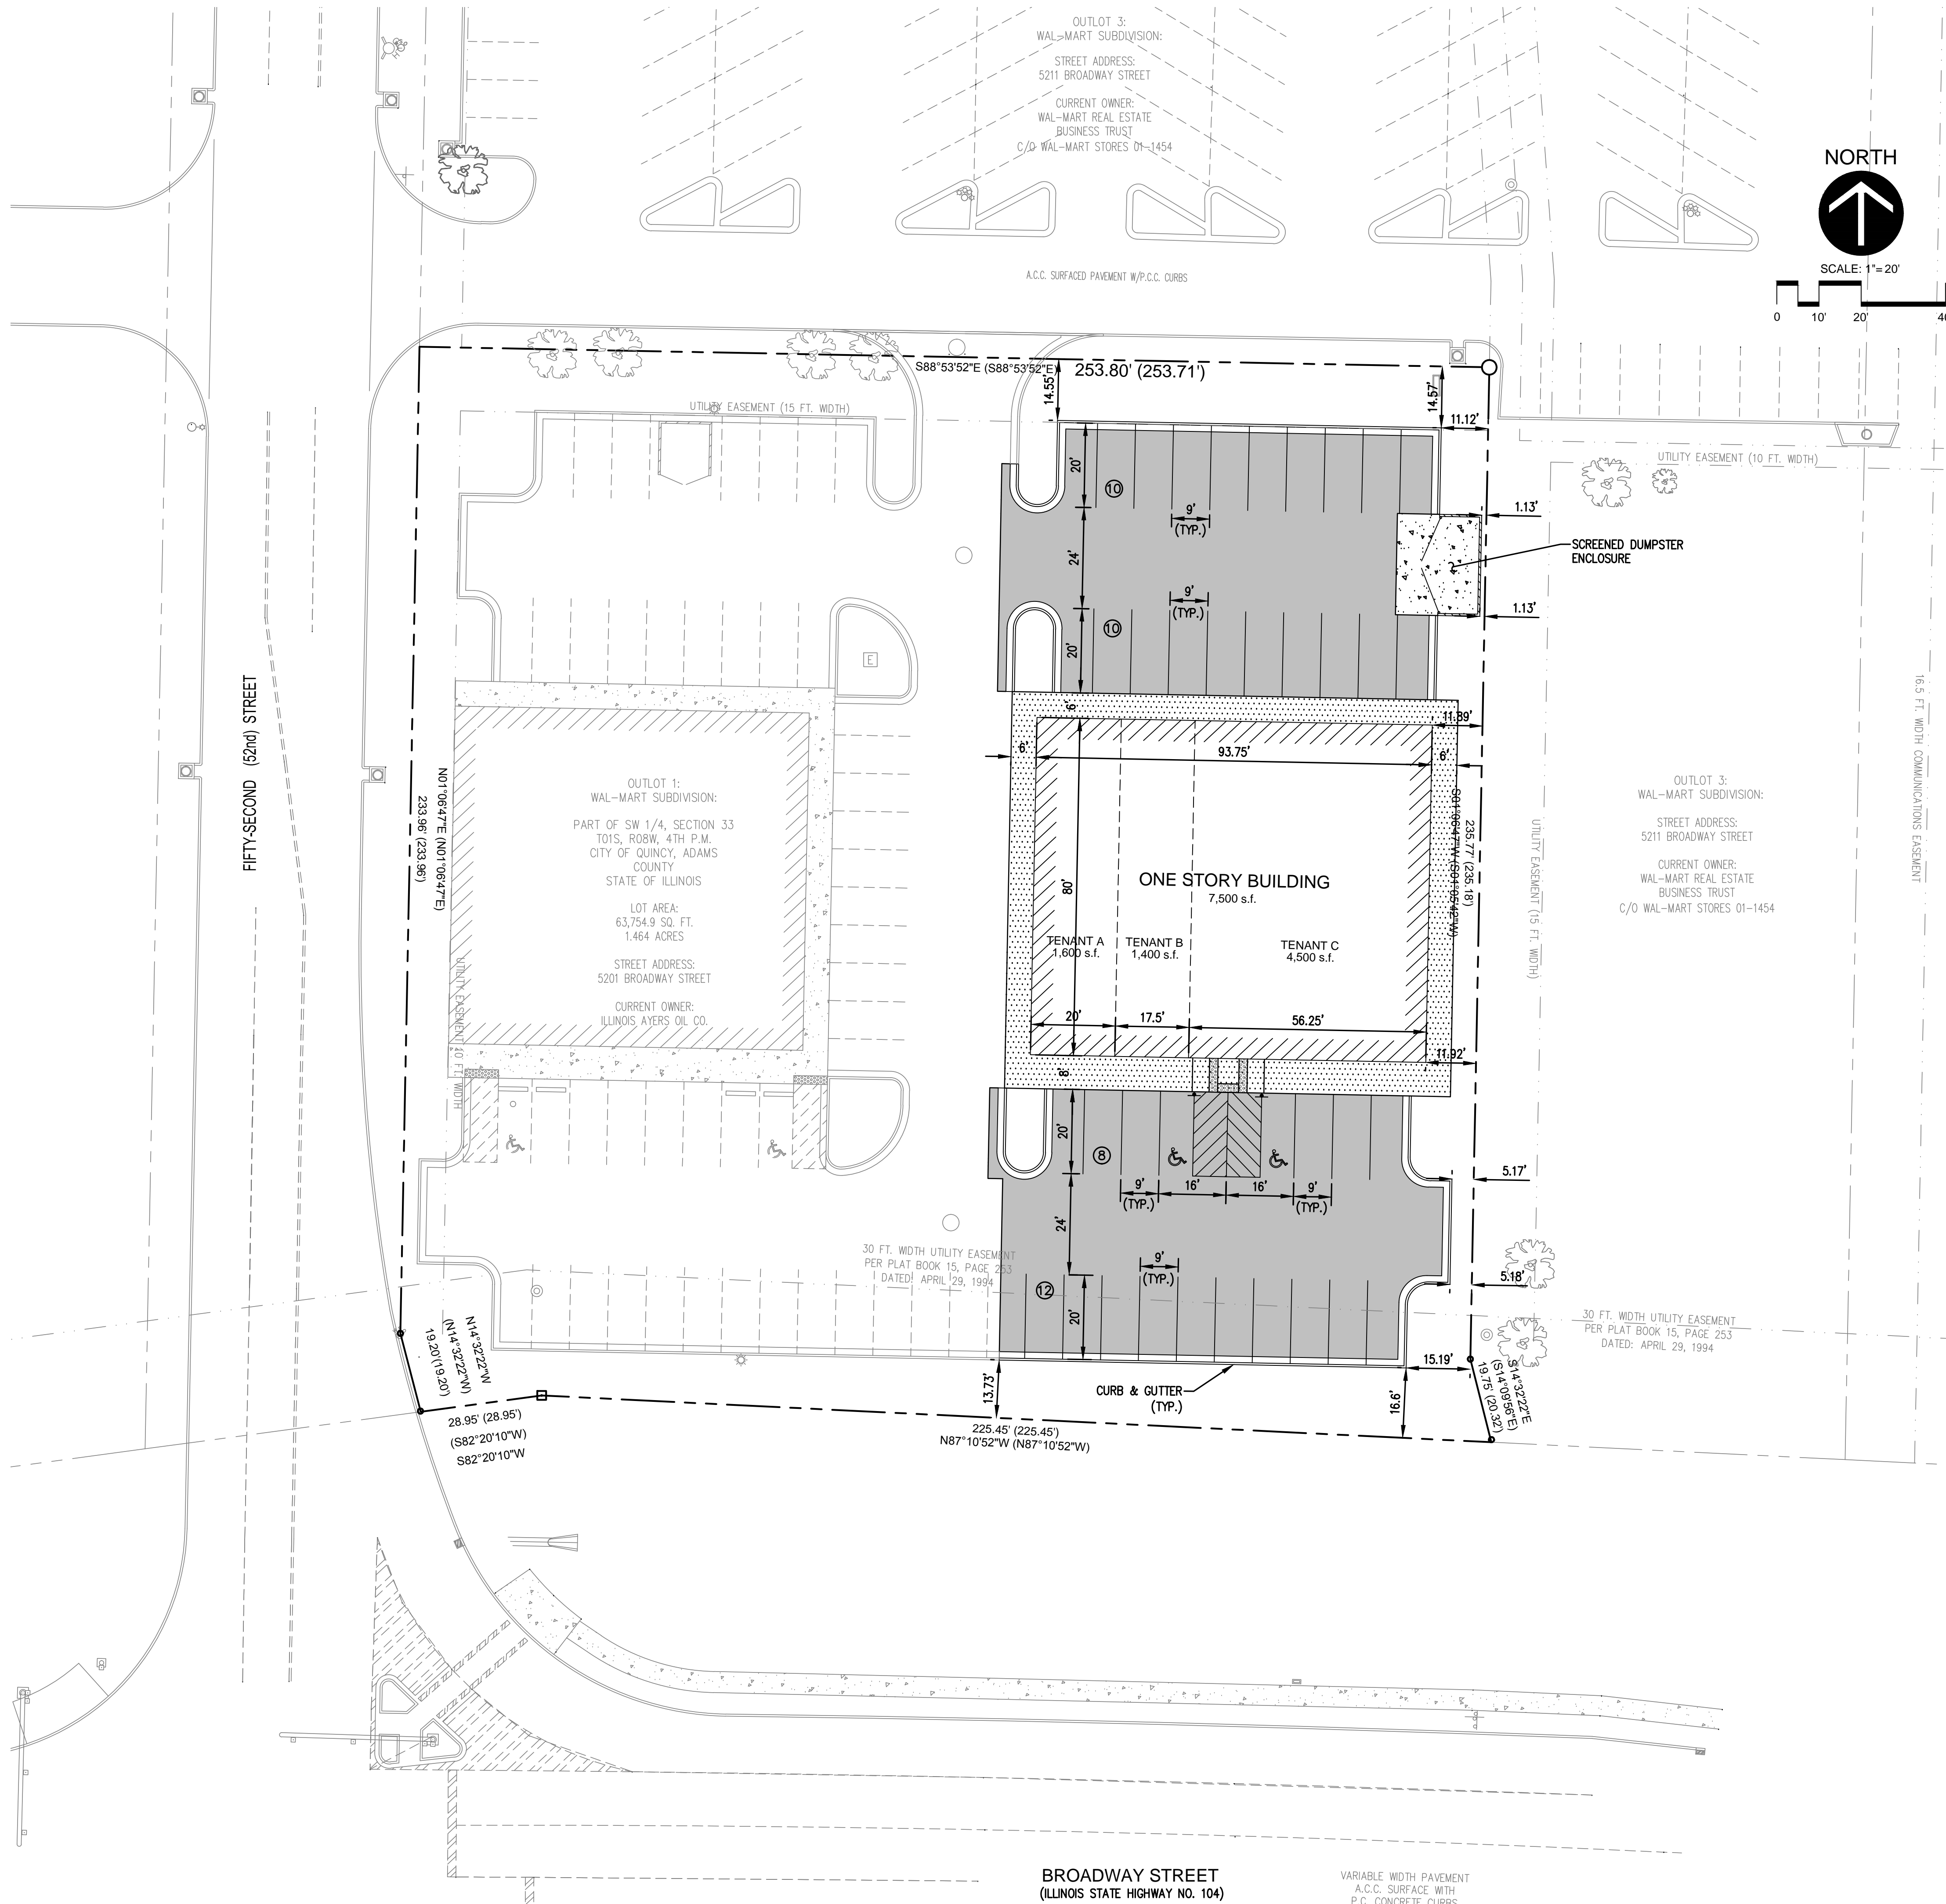 OUTLOT 3:
WAL-MART SUBDIVISION:
STREET ADDRESS:
5211 BROADWAY STREET
CURRENT OWNER:
WAL-MART REAL ESTATE
BUSINESS TRUST
C/O WAL-MART STORES 01-1454
NORTH
SCALE: 1"= 20'
0 10' 20' 40
A.C.C. SURFACED PAVEMENT W/P.C.C. CURBS
S88°53'52"E (S88°53'52"E)
253.80' (253.71')
14.55'
14.57'
11.12'
UTILITY EASEMENT (15 FT. WIDTH)
UTILITY EASEMENT (10 FT. WIDTH)
20'
10
9'
(TYP.)
1.13'
24'
SCREENED DUMPSTER
ENCLOSURE
9'
(TYP.)
1.13'
20'
10
E
FIFTY-SECOND (52nd) STREET
N01°06'47"E (N01°06'47"E)
233.96' (233.96')
OUTLOT 1:
WAL-MART SUBDIVISION:
PART OF SW 1/4, SECTION 33
T01S, R08W, 4TH P.M.
CITY OF QUINCY, ADAMS
COUNTY
STATE OF ILLINOIS
LOT AREA:
63,754.9 SQ. FT.
1.464 ACRES
STREET ADDRESS:
5201 BROADWAY STREET
CURRENT OWNER:
ILLINOIS AYERS OIL CO.
UTILITY EASEMENT 10 FT. WIDTH
6'
6'
93.75'
11.89'
6'
80'
ONE STORY BUILDING
7,500 s.f.
TENANT A
1,600 s.f.
TENANT B
1,400 s.f.
TENANT C
4,500 s.f.
20'
17.5'
56.25'
11.92'
8'
235.77' (235.18')
S01°06'47"W (S01°05'42"W)
UTILITY EASEMENT (15 FT. WIDTH)
16.5 FT. WIDTH COMMUNICATIONS EASEMENT
OUTLOT 3:
WAL-MART SUBDIVISION:
STREET ADDRESS:
5211 BROADWAY STREET
CURRENT OWNER:
WAL-MART REAL ESTATE
BUSINESS TRUST
C/O WAL-MART STORES 01-1454
20'
8
9'
(TYP.)
16'
16'
9'
(TYP.)
5.17'
24'
30 FT. WIDTH UTILITY EASEMENT
PER PLAT BOOK 15, PAGE 253
DATED: APRIL 29, 1994
9'
(TYP.)
5.18'
12
20'
30 FT. WIDTH UTILITY EASEMENT
PER PLAT BOOK 15, PAGE 253
DATED: APRIL 29, 1994
N14°32'22"W
(N14°32'22"W)
19.20'(19.20')
15.19'
13.73'
CURB & GUTTER
(TYP.)
16.6'
S14°32'22"E
(S14°09'56"E)
19.75' (20.32')
28.95' (28.95')
(S82°20'10"W)
S82°20'10"W
225.45' (225.45')
N87°10'52"W (N87°10'52"W)
BROADWAY STREET
(ILLINOIS STATE HIGHWAY NO. 104)
VARIABLE WIDTH PAVEMENT
A.C.C. SURFACE WITH
P.C. CONCRETE CURBS